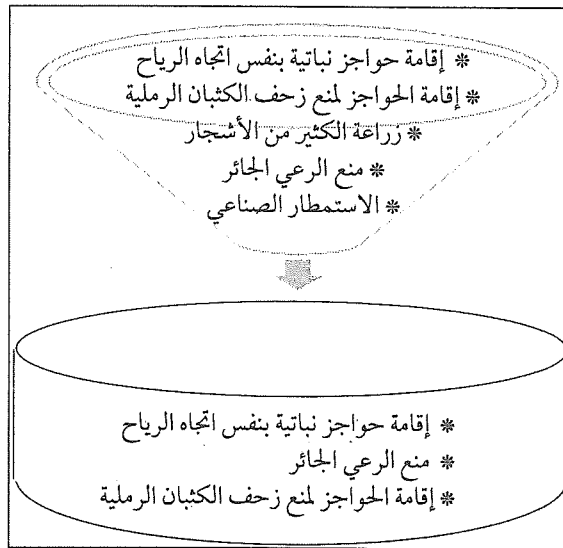 * إقامة حواجز نباتية بنفس اتجاه الرياح
* إقامة الحواجز لمنع زحف الكثبان الرملية
* زراعة الكثير من الأشجار
* منع الرعي الجائر
* الاستمطار الصناعي
* إقامة حواجز نباتية بنفس اتجاه الرياح
* منع الرعي الجائر
* إقامة الحواجز لمنع زحف الكثبان الرملية